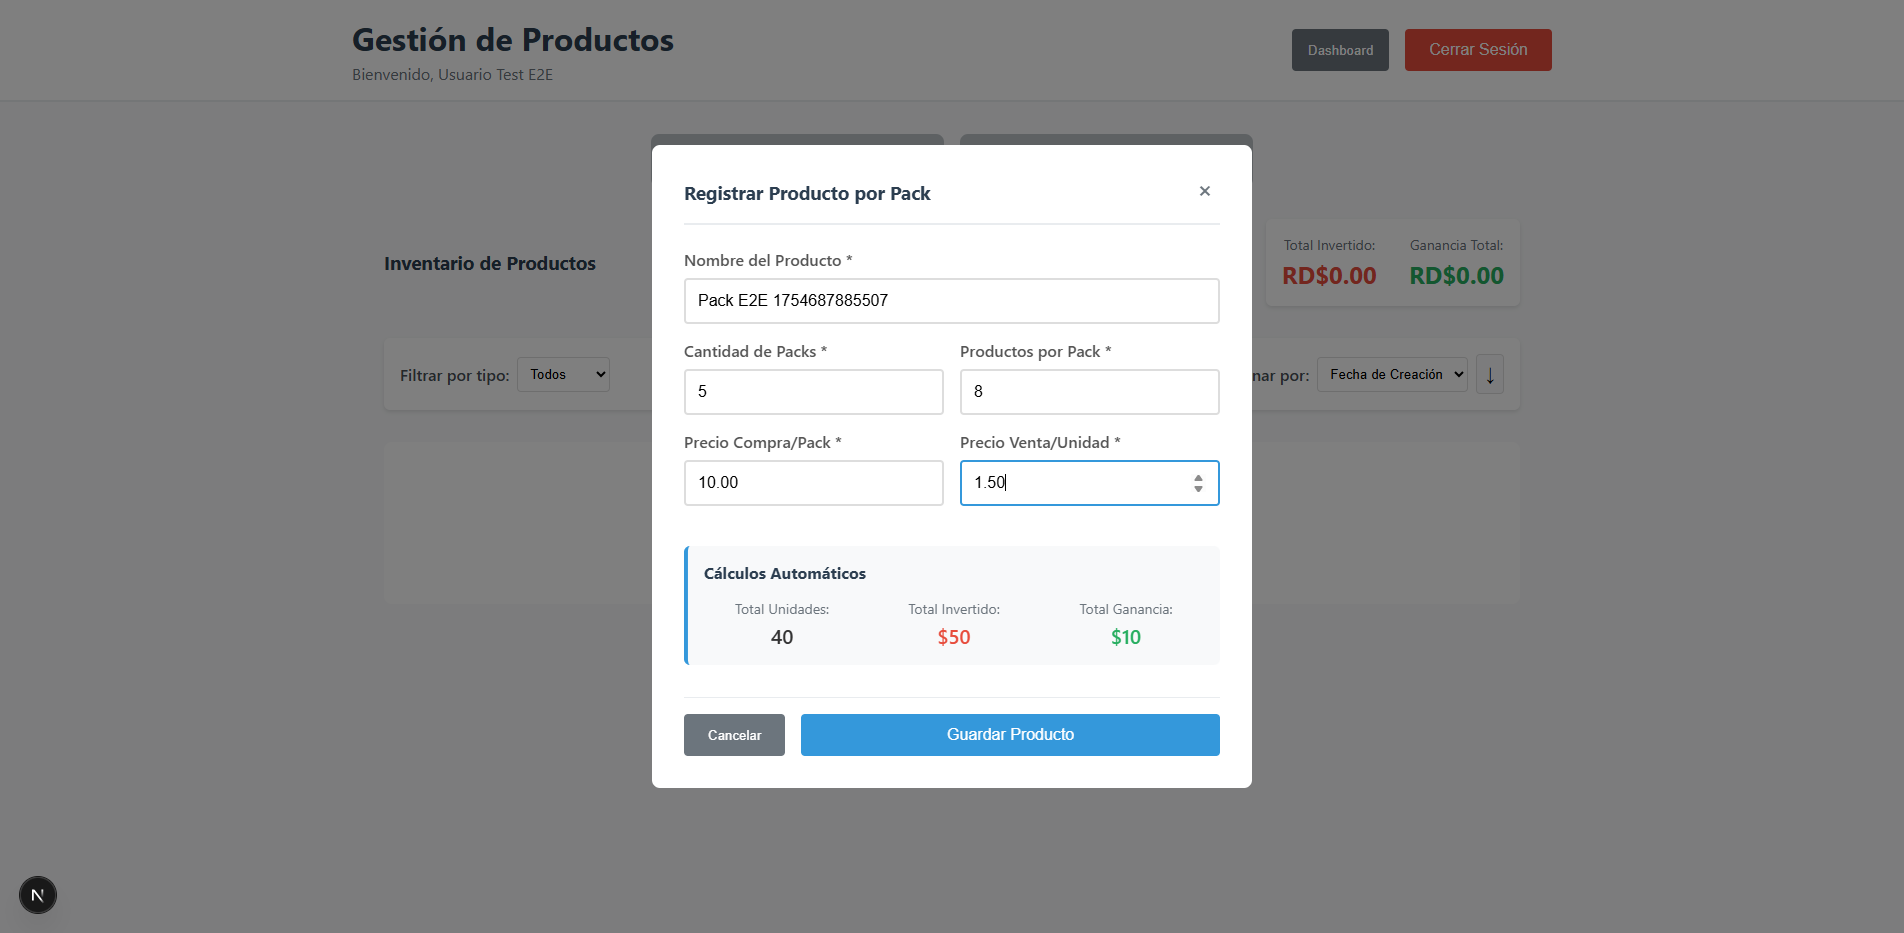 Gestión de Productos
Bienvenido, Usuario Test E2E
Dashboard
Cerrar Sesión
Registrar Producto por Pack
×
Nombre del Producto *
Pack E2E 1754687885507
Cantidad de Packs *
Productos por Pack *
5
8
Precio Compra/Pack *
Precio Venta/Unidad *
10.00
1.50
Cálculos Automáticos
Total Unidades:
Total Invertido:
Total Ganancia:
40
$50
$10
Cancelar
Guardar Producto
Inventario de Productos
Total Invertido:
Ganancia Total:
RD$0.00
RD$0.00
Filtrar por tipo:
Todos
nar por:
Fecha de Creación
↓
N